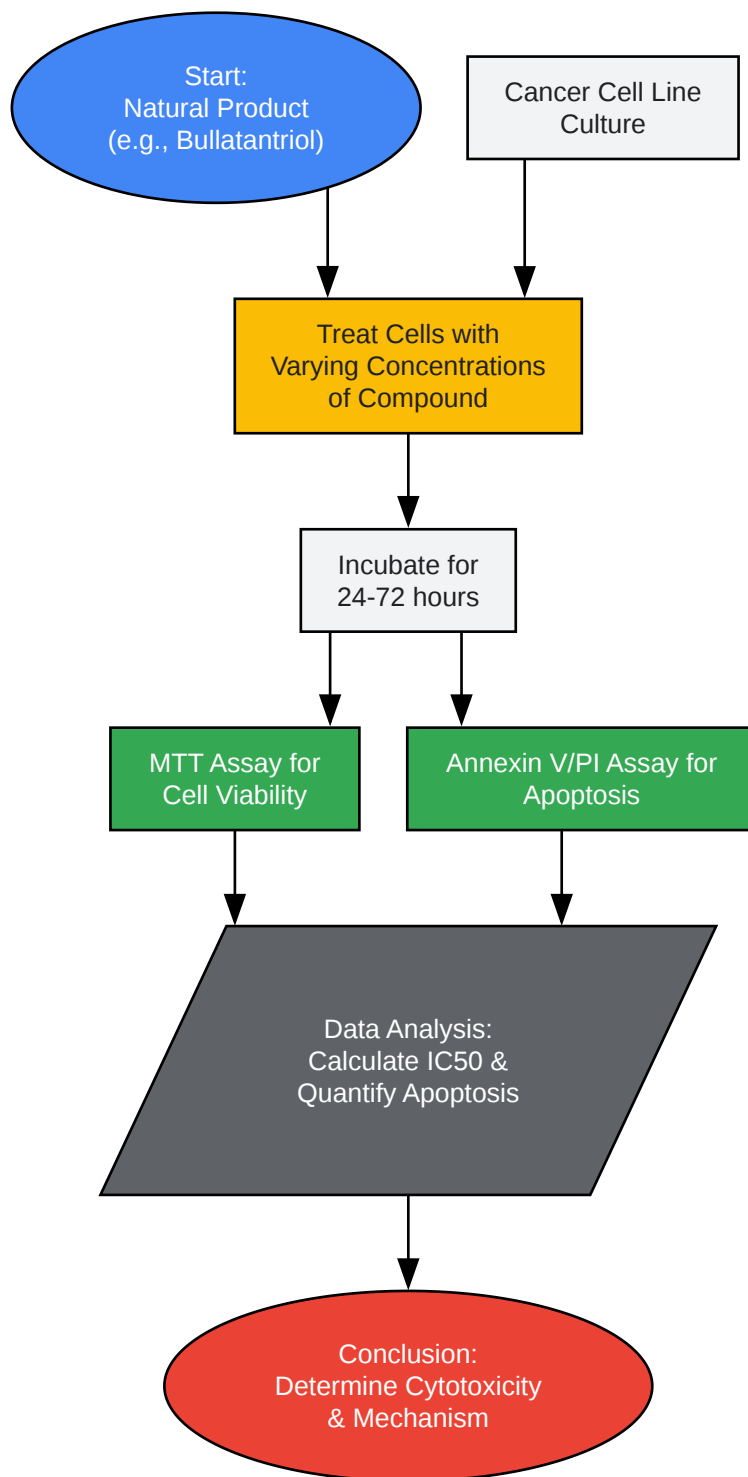 Start:
Natural Product
(e.g., Bullatantriol)
Cancer Cell Line
Culture
Treat Cells with
Varying Concentrations
of Compound
Incubate for
24-72 hours
MTT Assay for
Cell Viability
Annexin V/PI Assay for
Apoptosis
Data Analysis:
Calculate IC50 &
Quantify Apoptosis
Conclusion:
Determine Cytotoxicity
& Mechanism